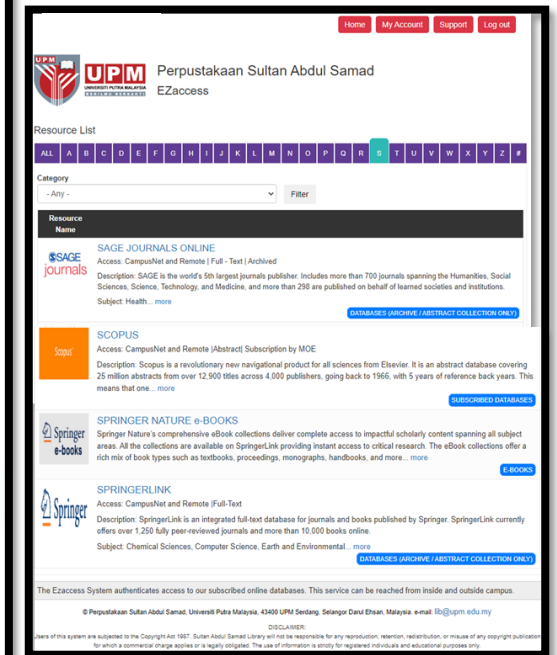 Home My Account Support Log out
UPM
UPM
UNIVERSITI PUTRA MALAYSIA
BERILMU BERBAKTI
Perpustakaan Sultan Abdul Samad
EZaccess
Resource List
ALL A B C D E F G H I J K L M N O P Q R S T U V W X Y Z #
Category
- Any -
Filter
Resource
Name
SAGE
journals
SAGE JOURNALS ONLINE
Access: CampusNet and Remote | Full - Text | Archived
Description: SAGE is the world's 5th largest journals publisher. Includes more than 700 journals spanning the Humanities, Social
Sciences, Science, Technology, and Medicine, and more than 298 are published on behalf of learned societies and institutions.
Subject: Health... more
DATABASES (ARCHIVE / ABSTRACT COLLECTION ONLY)
Scopus
SCOPUS
Access: CampusNet and Remote |Abstract| Subscription by MOE
Description: Scopus is a revolutionary new navigational product for all sciences from Elsevier. It is an abstract database covering
25 million abstracts from over 12,900 titles across 4,000 publishers, going back to 1966, with 5 years of reference back years. This
means that one... more
SUBSCRIBED DATABASES
Springer
e-books
SPRINGER NATURE e-BOOKS
Springer Nature's comprehensive eBook collections deliver complete access to impactful scholarly content spanning all subject
areas. All the collections are available on SpringerLink providing instant access to critical research. The eBook collections offer a
rich mix of book types such as textbooks, proceedings, monographs, handbooks, and more... more
E-BOOKS
Springer
SPRINGERLINK
Access: CampusNet and Remote |Full-Text
Description: SpringerLink is an integrated full-text database for journals and books published by Springer. SpringerLink currently
offers over 1,250 fully peer-reviewed journals and more than 10,000 books online.
Subject: Chemical Sciences, Computer Science, Earth and Environmental... more
DATABASES (ARCHIVE / ABSTRACT COLLECTION ONLY)
The Ezaccess System authenticates access to our subscribed online databases. This service can be reached from inside and outside campus.
© Perpustakaan Sultan Abdul Samad, Universiti Putra Malaysia, 43400 UPM Serdang. Selangor Darul Ehsan, Malaysia. e-mail: lib@upm.edu.my
DISCLAIMER:
Users of this system are subjected to the Copyright Act 1987. Sultan Abdul Samad Library will not be responsible for any reproduction, retention, redistribution, or misuse of any copyright publication
for which a commercial charge applies or is legally obligated. The use of information is strictly for registered individuals and educational purposes only.